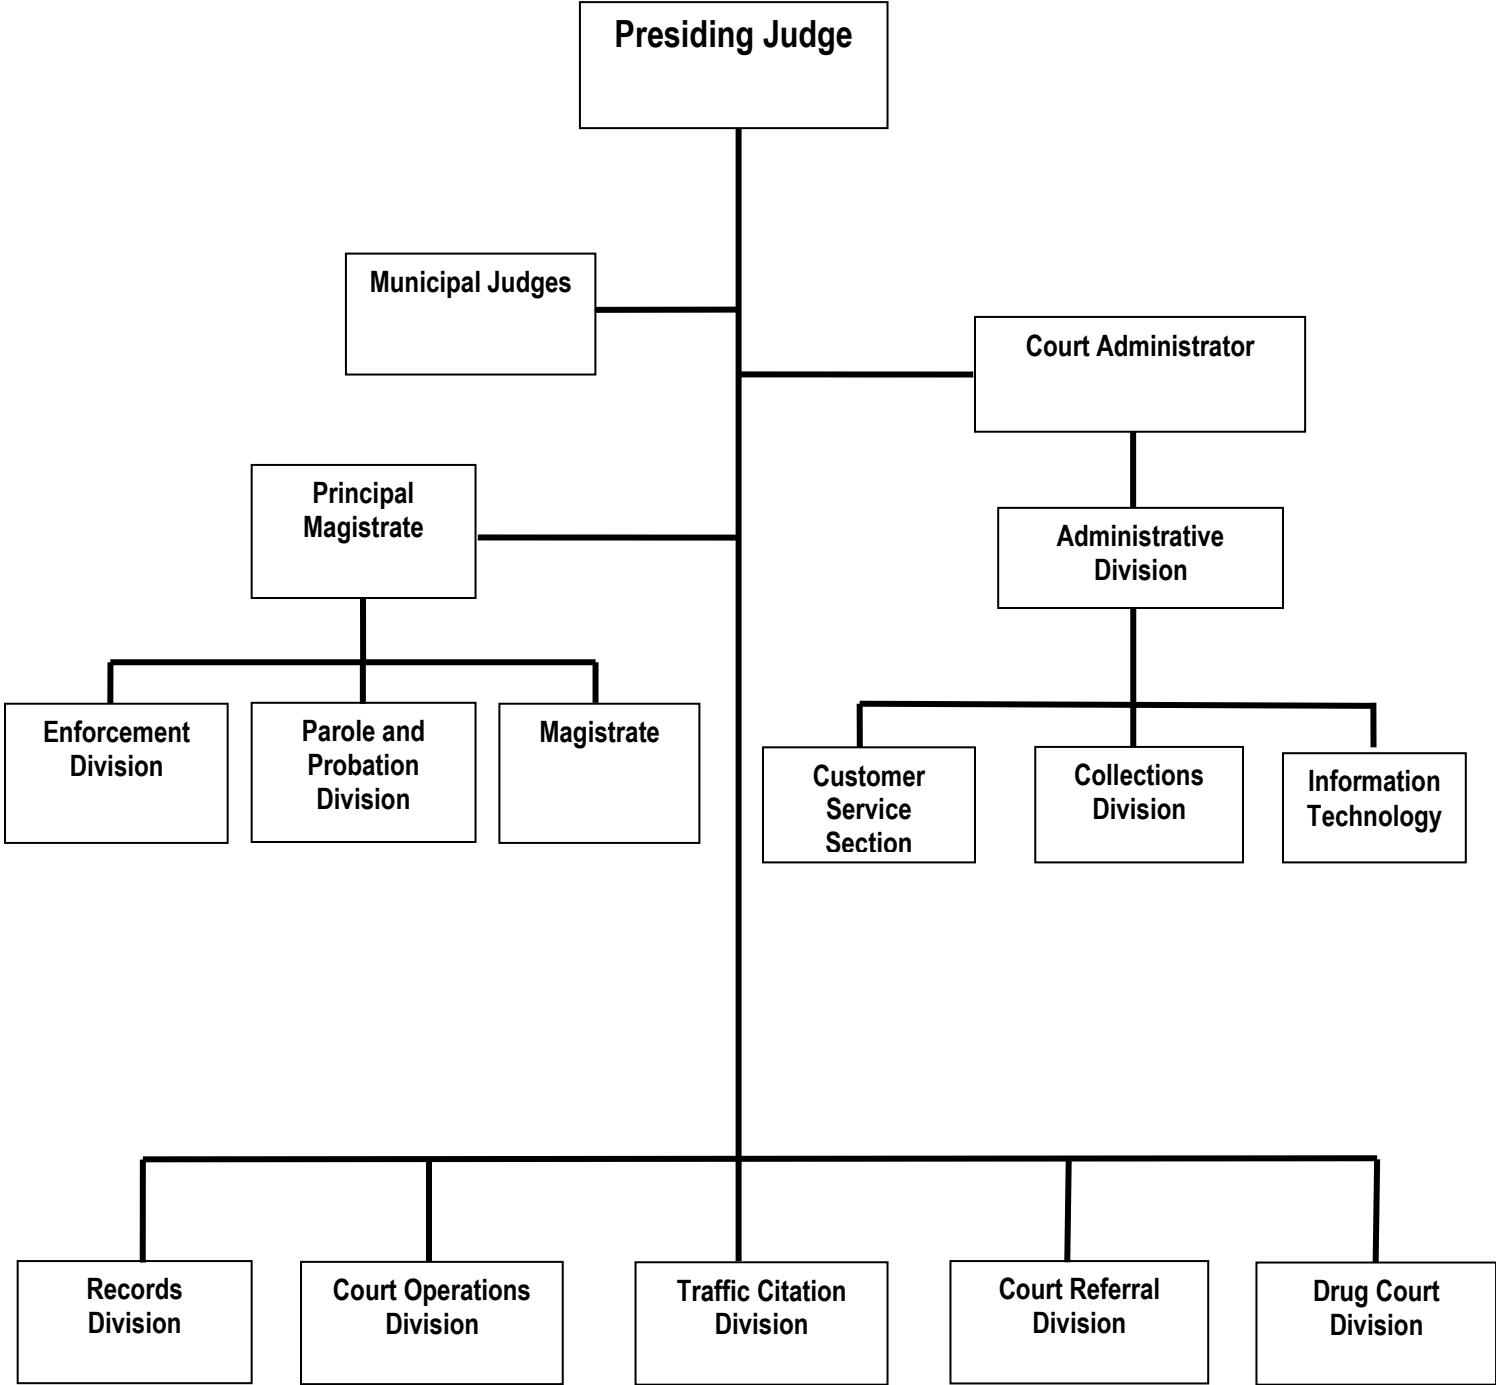 Presiding Judge
Municipal Judges
Court Administrator
Principal
Magistrate
Administrative
Division
Enforcement
Division
Parole and
Probation
Division
Magistrate
Customer
Service
Section
Collections
Division
Information
Technology
Records
Division
Court Operations
Division
Traffic Citation
Division
Court Referral
Division
Drug Court
Division